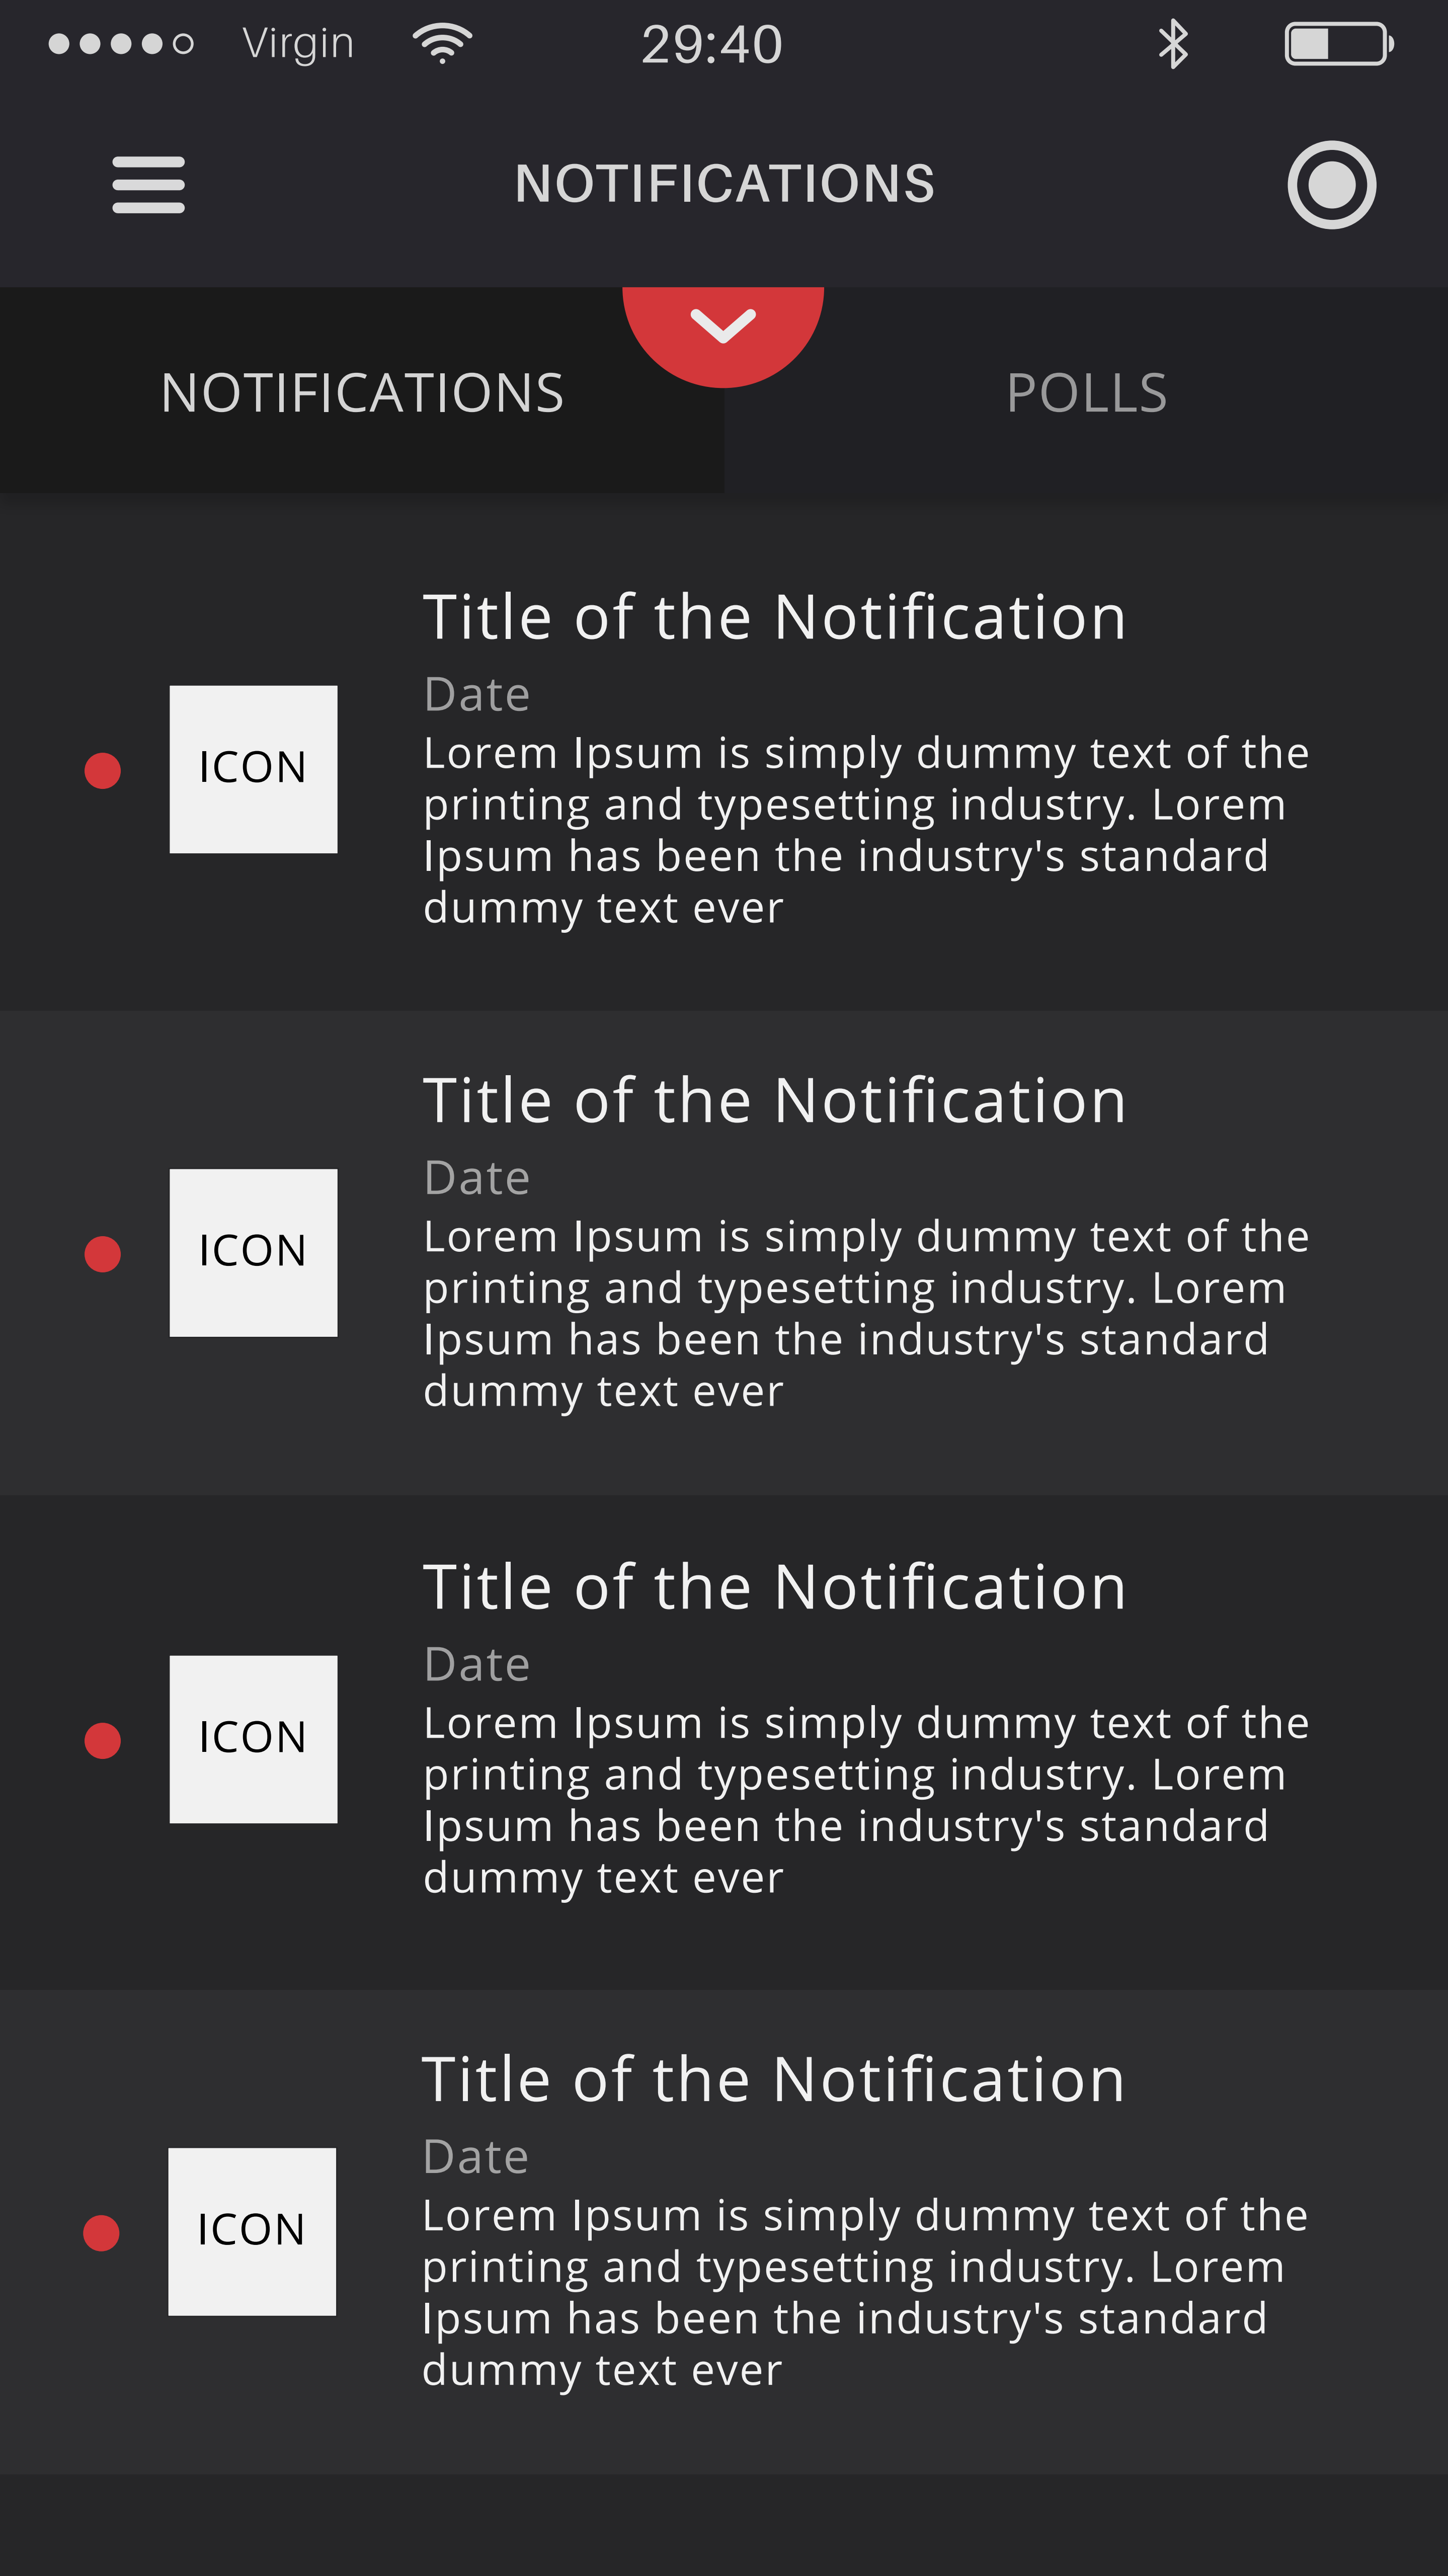 Virgin 29:40
NOTIFICATIONS
NOTIFICATIONS POLLS
Title of the Notification
Date
ICON
Lorem Ipsum is simply dummy text of the
printing and typesetting industry. Lorem
Ipsum has been the industry's standard
dummy text ever
Title of the Notification
Date
ICON
Lorem Ipsum is simply dummy text of the
printing and typesetting industry. Lorem
Ipsum has been the industry's standard
dummy text ever
Title of the Notification
Date
ICON
Lorem Ipsum is simply dummy text of the
printing and typesetting industry. Lorem
Ipsum has been the industry's standard
dummy text ever
Title of the Notification
Date
ICON
Lorem Ipsum is simply dummy text of the
printing and typesetting industry. Lorem
Ipsum has been the industry's standard
dummy text ever